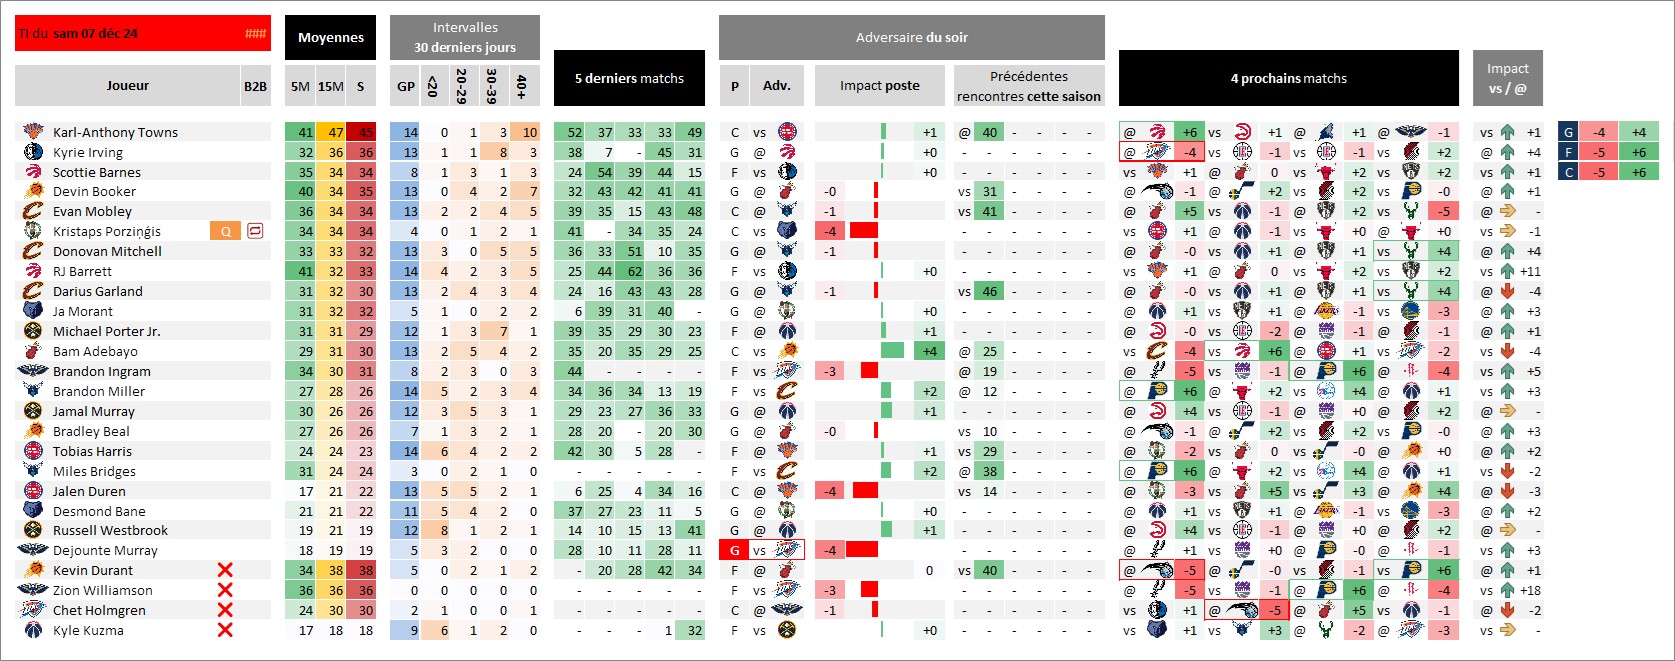 TI du sam 07 déc 24 ###
Moyennes
Intervalles
30 derniers jours
Adversaire du soir
5 derniers matchs
4 prochains matchs
Impact
vs / @
Joueur B2B 5M 15M S GP <20 20-29 30-39 40+ P Adv. Impact poste Précédentes
rencontres cette saison
Karl-Anthony Towns 41 47 45 14 0 1 3 10 52 37 33 33 49 C vs +1 @ 40 - - - - @ +6 vs +1 @ +1 @ -1 vs +1 G -4 +4
Kyrie Irving 32 36 36 13 1 1 8 3 38 7 - 45 31 G @ +0 - - - - - @ -4 vs -1 @ -1 vs +2 @ +4 F -5 +6
Scottie Barnes 35 34 34 8 1 3 1 3 24 54 39 44 15 F vs +0 - - - - - vs +1 @ 0 vs +2 vs +2 vs +1 C -5 +6
Devin Booker 40 34 35 13 0 4 2 7 32 43 42 41 41 G @ -0 vs 31 - - - - @ -1 @ +2 vs +2 vs -0 @ +1
Evan Mobley 36 34 34 13 2 2 4 5 39 35 15 43 48 C @ -1 vs 41 - - - - @ +5 vs -1 @ +2 vs -5 @ -
Kristaps Porziņģis Q 34 34 34 4 0 1 2 1 41 - 34 35 24 C vs -4 - - - - - vs +1 @ -1 vs +0 @ +0 vs -1
Donovan Mitchell 33 33 32 13 3 0 5 5 36 33 51 10 35 G @ -1 - - - - - @ -0 vs +1 @ +1 vs +4 @ +4
RJ Barrett 41 32 33 14 4 2 3 5 25 44 62 36 36 F vs +0 - - - - - vs +1 @ 0 vs +2 vs +2 vs +11
Darius Garland 31 32 30 13 2 4 3 4 24 16 43 43 28 G @ -1 vs 46 - - - - @ -0 vs +1 @ +1 vs +4 @ -4
Ja Morant 31 32 32 5 1 0 2 2 6 39 31 40 - G @ +0 - - - - - @ +1 vs +1 @ -1 vs -3 @ +3
Michael Porter Jr. 31 31 29 12 1 3 7 1 39 35 29 30 23 F @ +1 - - - - - @ -0 vs -2 @ -1 @ -1 @ +1
Bam Adebayo 29 31 30 13 2 5 4 2 35 20 35 29 25 C vs +4 @ 25 - - - - vs -4 vs +6 @ +1 vs -2 vs -4
Brandon Ingram 34 30 31 8 2 3 0 3 44 - - - - F vs -3 @ 19 - - - - @ -5 vs -1 @ +6 @ -4 vs +5
Brandon Miller 27 28 26 14 5 2 3 4 34 36 34 13 19 F vs +2 @ 12 - - - - @ +6 @ +2 vs +4 @ +1 vs +3
Jamal Murray 30 26 26 12 3 5 3 1 29 23 27 36 33 G @ +1 - - - - - @ +4 vs -1 @ +0 @ +2 @ -
Bradley Beal 27 26 26 7 1 3 2 1 28 20 - 20 30 G @ -0 vs 10 - - - - @ -1 @ +2 vs +2 vs -0 @ +3
Tobias Harris 24 24 23 14 6 4 2 2 42 30 5 28 - F @ +1 vs 29 - - - - @ -2 vs 0 vs -0 @ +0 @ +2
Miles Bridges 31 24 24 3 0 2 1 0 - - - - - F vs +2 @ 38 - - - - @ +6 @ +2 vs +4 @ +1 vs -2
Jalen Duren 17 21 22 13 5 5 2 1 6 25 4 34 16 C @ -4 vs 14 - - - - @ -3 vs +5 vs +3 @ +4 @ -3
Desmond Bane 21 21 22 11 5 4 2 0 37 27 23 11 5 G @ +0 - - - - - @ +1 vs +1 @ -1 vs -3 @ +2
Russell Westbrook 19 21 19 12 8 1 2 1 14 10 15 13 41 G @ +1 - - - - - @ +4 vs -1 @ +0 @ +2 @ -
Dejounte Murray 18 19 19 5 3 2 0 0 28 10 11 28 11 G vs -4 - - - - - @ +1 vs +0 @ -0 @ -1 vs +3
Kevin Durant 34 38 38 5 0 2 1 2 - 20 28 42 34 F @ 0 vs 40 - - - - @ -5 @ -0 vs -1 vs +6 @ +1
Zion Williamson 36 36 36 0 0 0 0 0 - - - - - F vs -3 - - - - - @ -5 vs -1 @ +6 @ -4 vs +18
Chet Holmgren 24 30 30 2 1 0 0 1 - - - - - C @ -1 - - - - - vs +1 @ -5 @ +5 vs -1 @ -2
Kyle Kuzma 17 18 18 9 6 1 2 0 - - - 1 32 F vs +0 - - - - - vs +1 vs +3 @ -2 @ -3 vs -